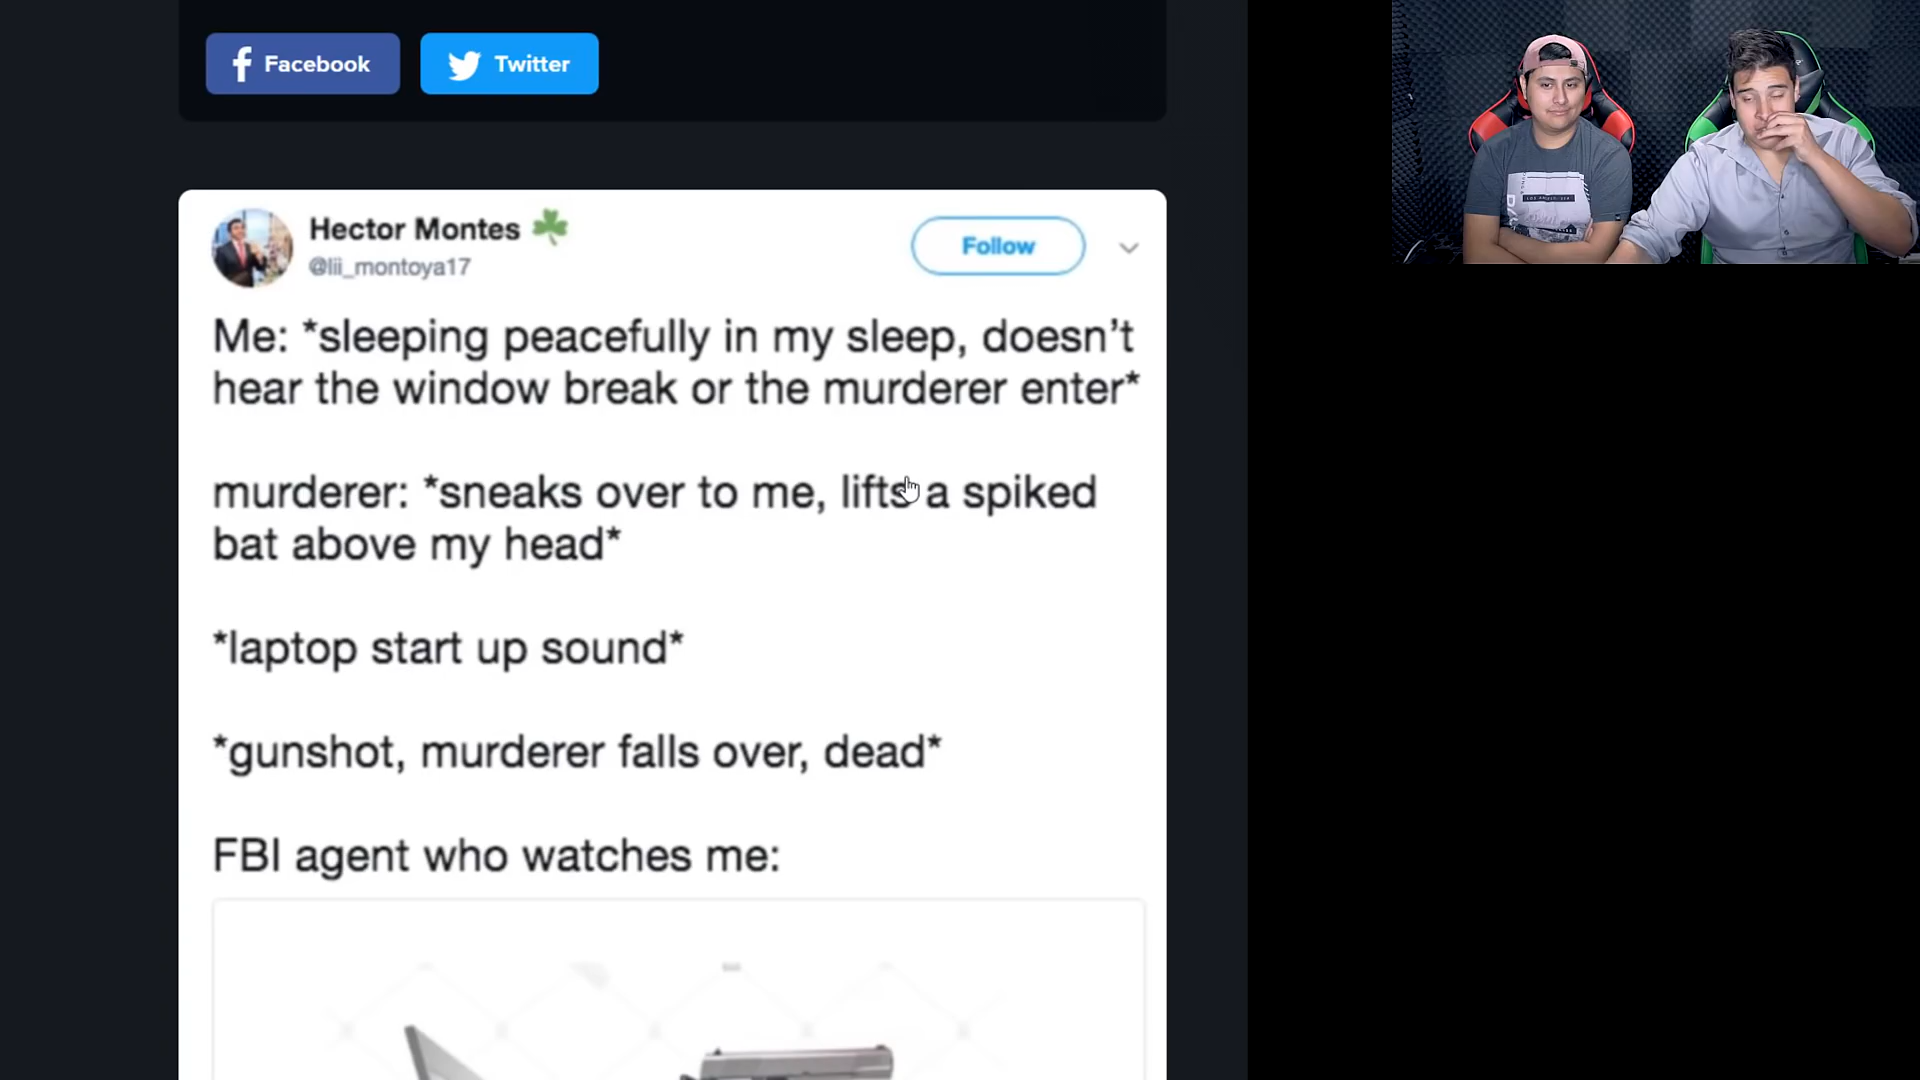 Facebook
Twitter
Hector Montes
@lii_montoya17
Follow
Me: *sleeping peacefully in my sleep, doesn’t
hear the window break or the murderer enter*
murderer: *sneaks over to me, lifts a spiked
bat above my head*
*laptop start up sound*
*gunshot, murderer falls over, dead*
FBI agent who watches me: